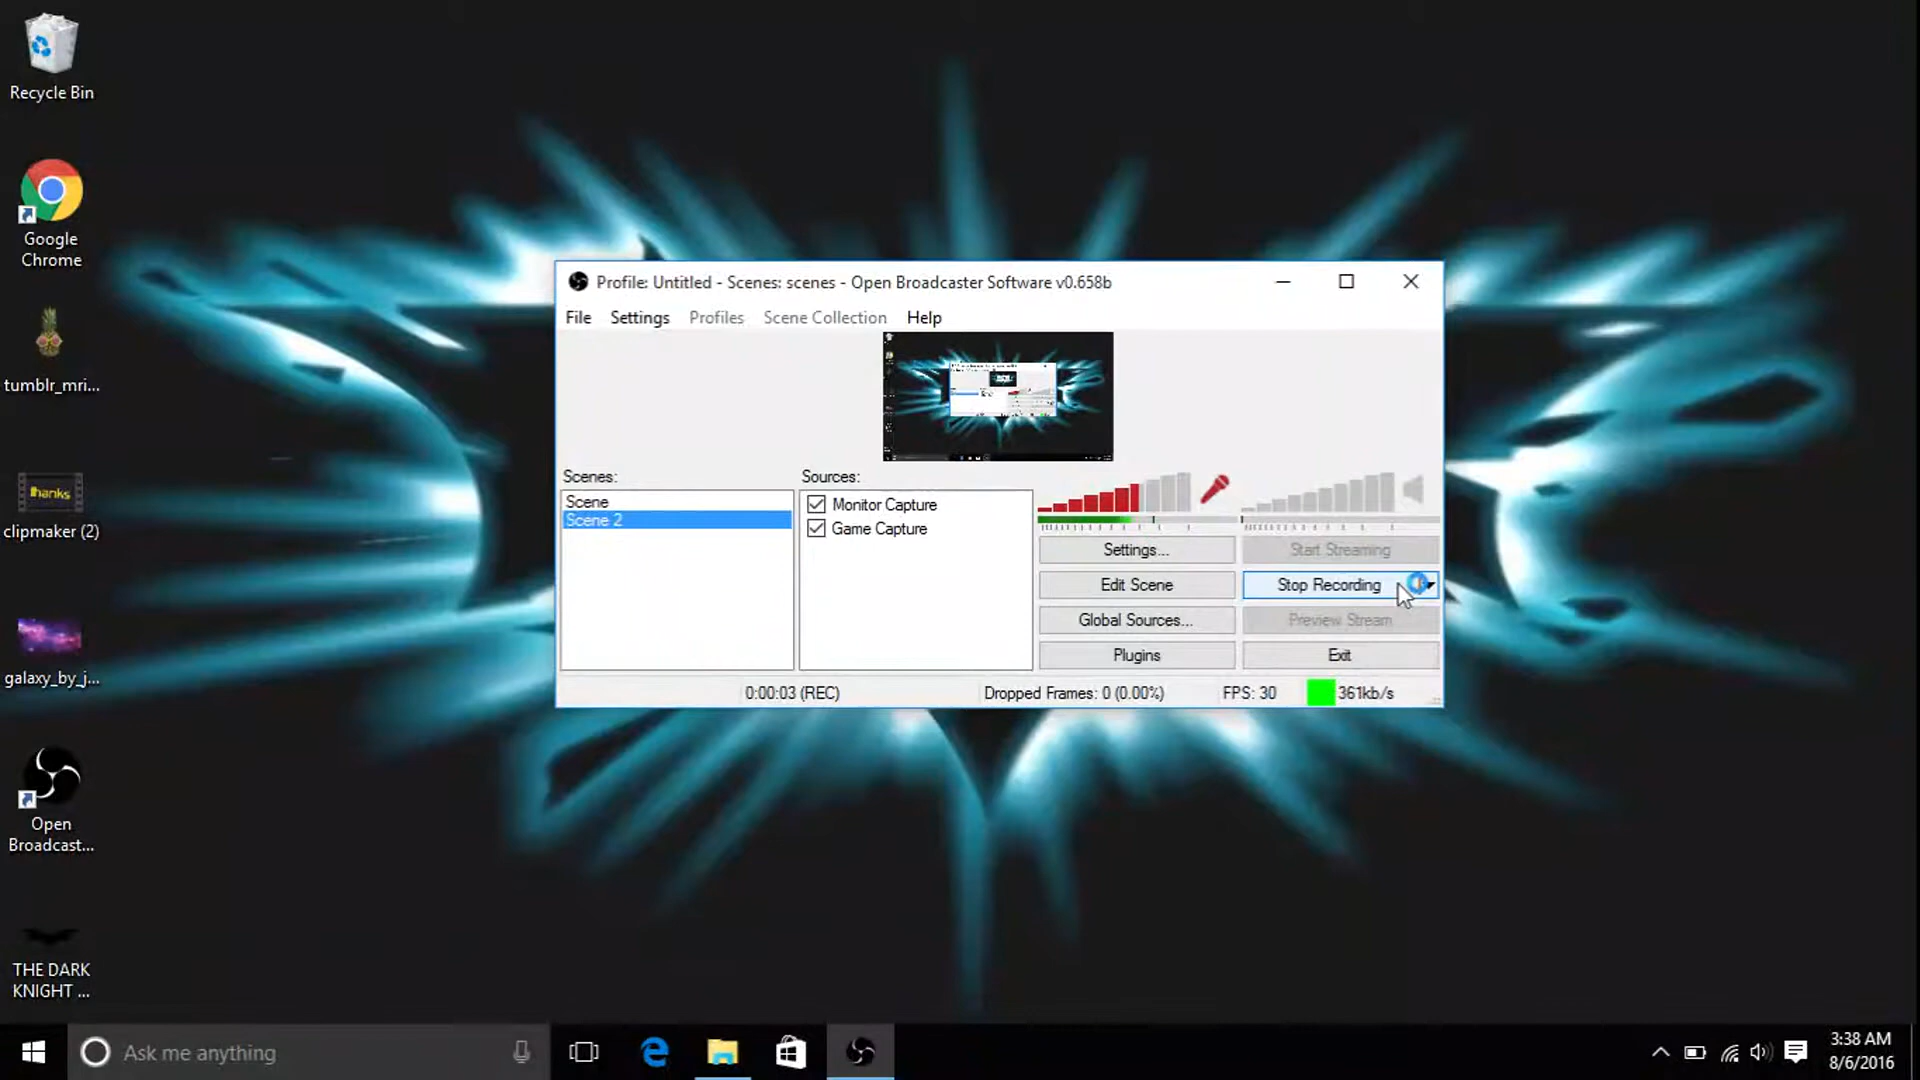 Recycle Bin
Google
Chrome
tumblr_mri...
thanks
clipmaker (2)
galaxy_by_j...
Open
Broadcast...
THE DARK
KNIGHT ...
Profile: Untitled - Scenes: scenes - Open Broadcaster Software v0.658b
File Settings Profiles Scene Collection Help
Scenes:
Scene
Scene 2
Sources:
Monitor Capture
Game Capture
Settings...
Start Streaming
Edit Scene
Stop Recording
Global Sources...
Preview Stream
Plugins
Exit
0:00:03 (REC)
Dropped Frames: 0 (0.00%)
FPS: 30
361kb/s
Ask me anything
3:38 AM
8/6/2016